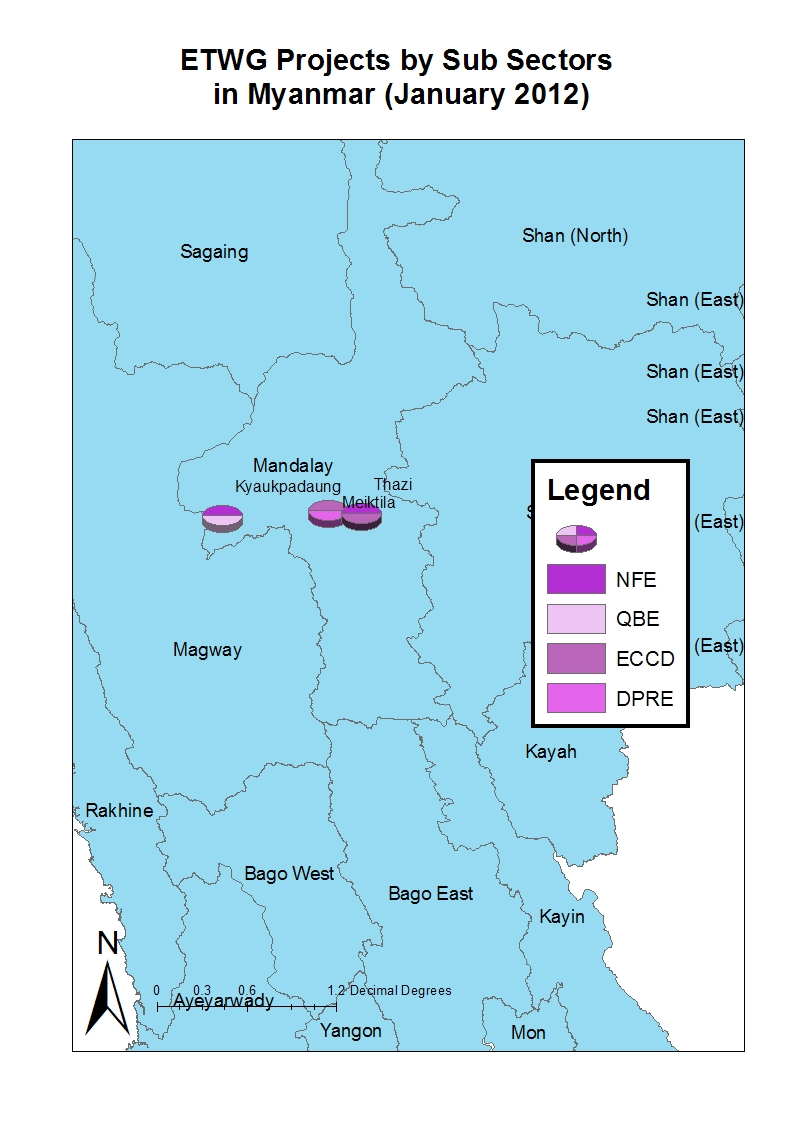 ETWG Projects by Sub Sectors
in Myanmar (January 2012)
Sagaing
Shan (North)
Shan (East)
Shan (East)
Shan (East)
Mandalay
Kyaukpadaung
Thazi
Meiktila
Legend
(East)
NFE
QBE
ECCD
DPRE
(East)
Magway
Kayah
Rakhine
Bago West
Bago East
Kayin
N
0 0.3 0.6 1.2 Decimal Degrees
Ayeyarwady
Yangon
Mon